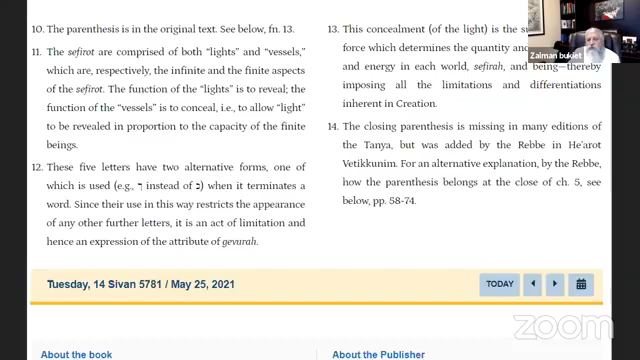 10. The parenthesis is in the original text. See below, fn. 13.
11. The sefirot are comprised of both “lights” and “vessels,”
which are, respectively, the infinite and the finite aspects
of the sefirot. The function of the “lights” is to reveal; the
function of the “vessels” is to conceal, i.e., to allow “light”
to be revealed in proportion to the capacity of the finite
beings.
12. These five letters have two alternative forms, one of
which is used (e.g., ך instead of כ) when it terminates a
word. Since their use in this way restricts the appearance
of any other further letters, it is an act of limitation and
hence an expression of the attribute of gevurah.
13. This concealment (of the light) is the
force which determines the quantity and
and energy in each world, sefirah, and being—thereby
imposing all the limitations and differentiations
inherent in Creation.
14. The closing parenthesis is missing in many editions of
the Tanya, but was added by the Rebbe in He’arot
Vetikkunim. For an alternative explanation, by the Rebbe,
how the parenthesis belongs at the close of ch. 5, see
below, pp. 58-74.
Zalman bukiet
Tuesday, 14 Sivan 5781 / May 25, 2021
TODAY
zoom
About the book
About the Publisher